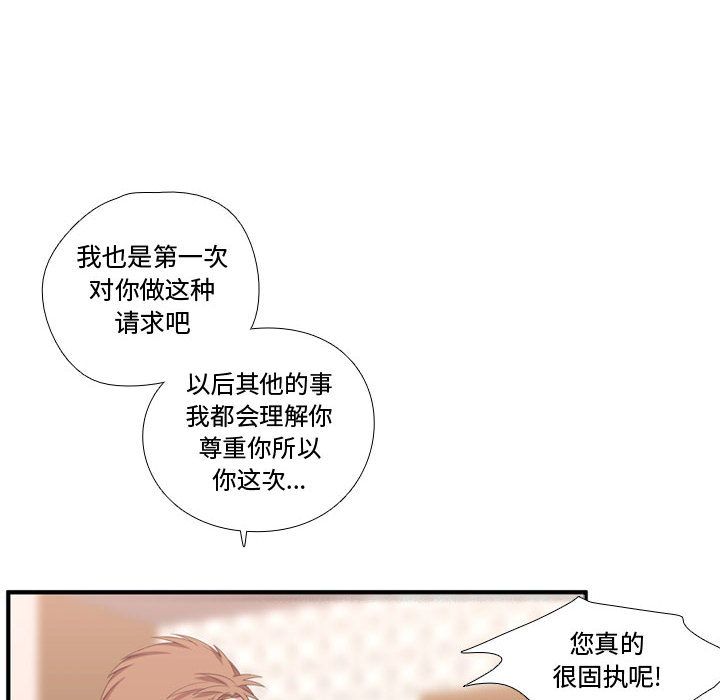 我也是第一次
对你做这种
请求吧
以后其他的事
我都会理解你
尊重你所以
你这次...
您真的
很固执呢!